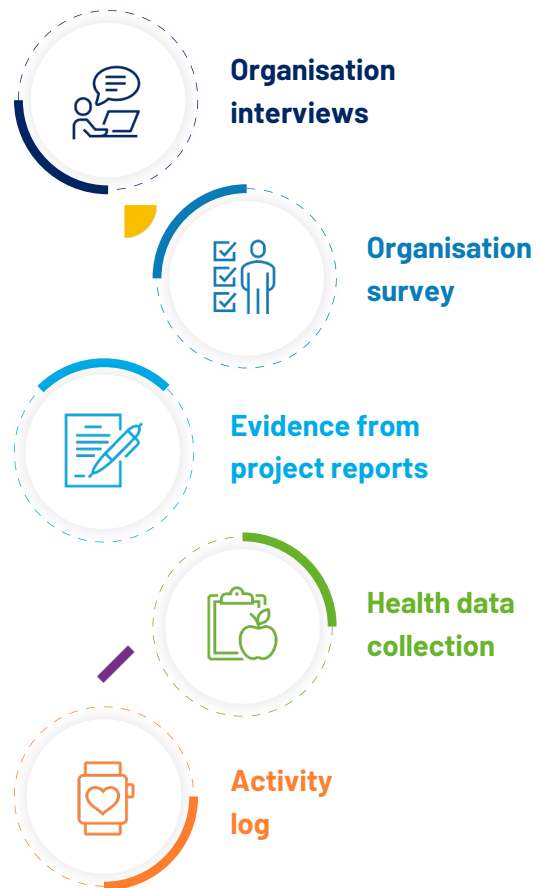 Organisation
interviews
Organisation
survey
Evidence from
project reports
Health data
collection
Activity
log